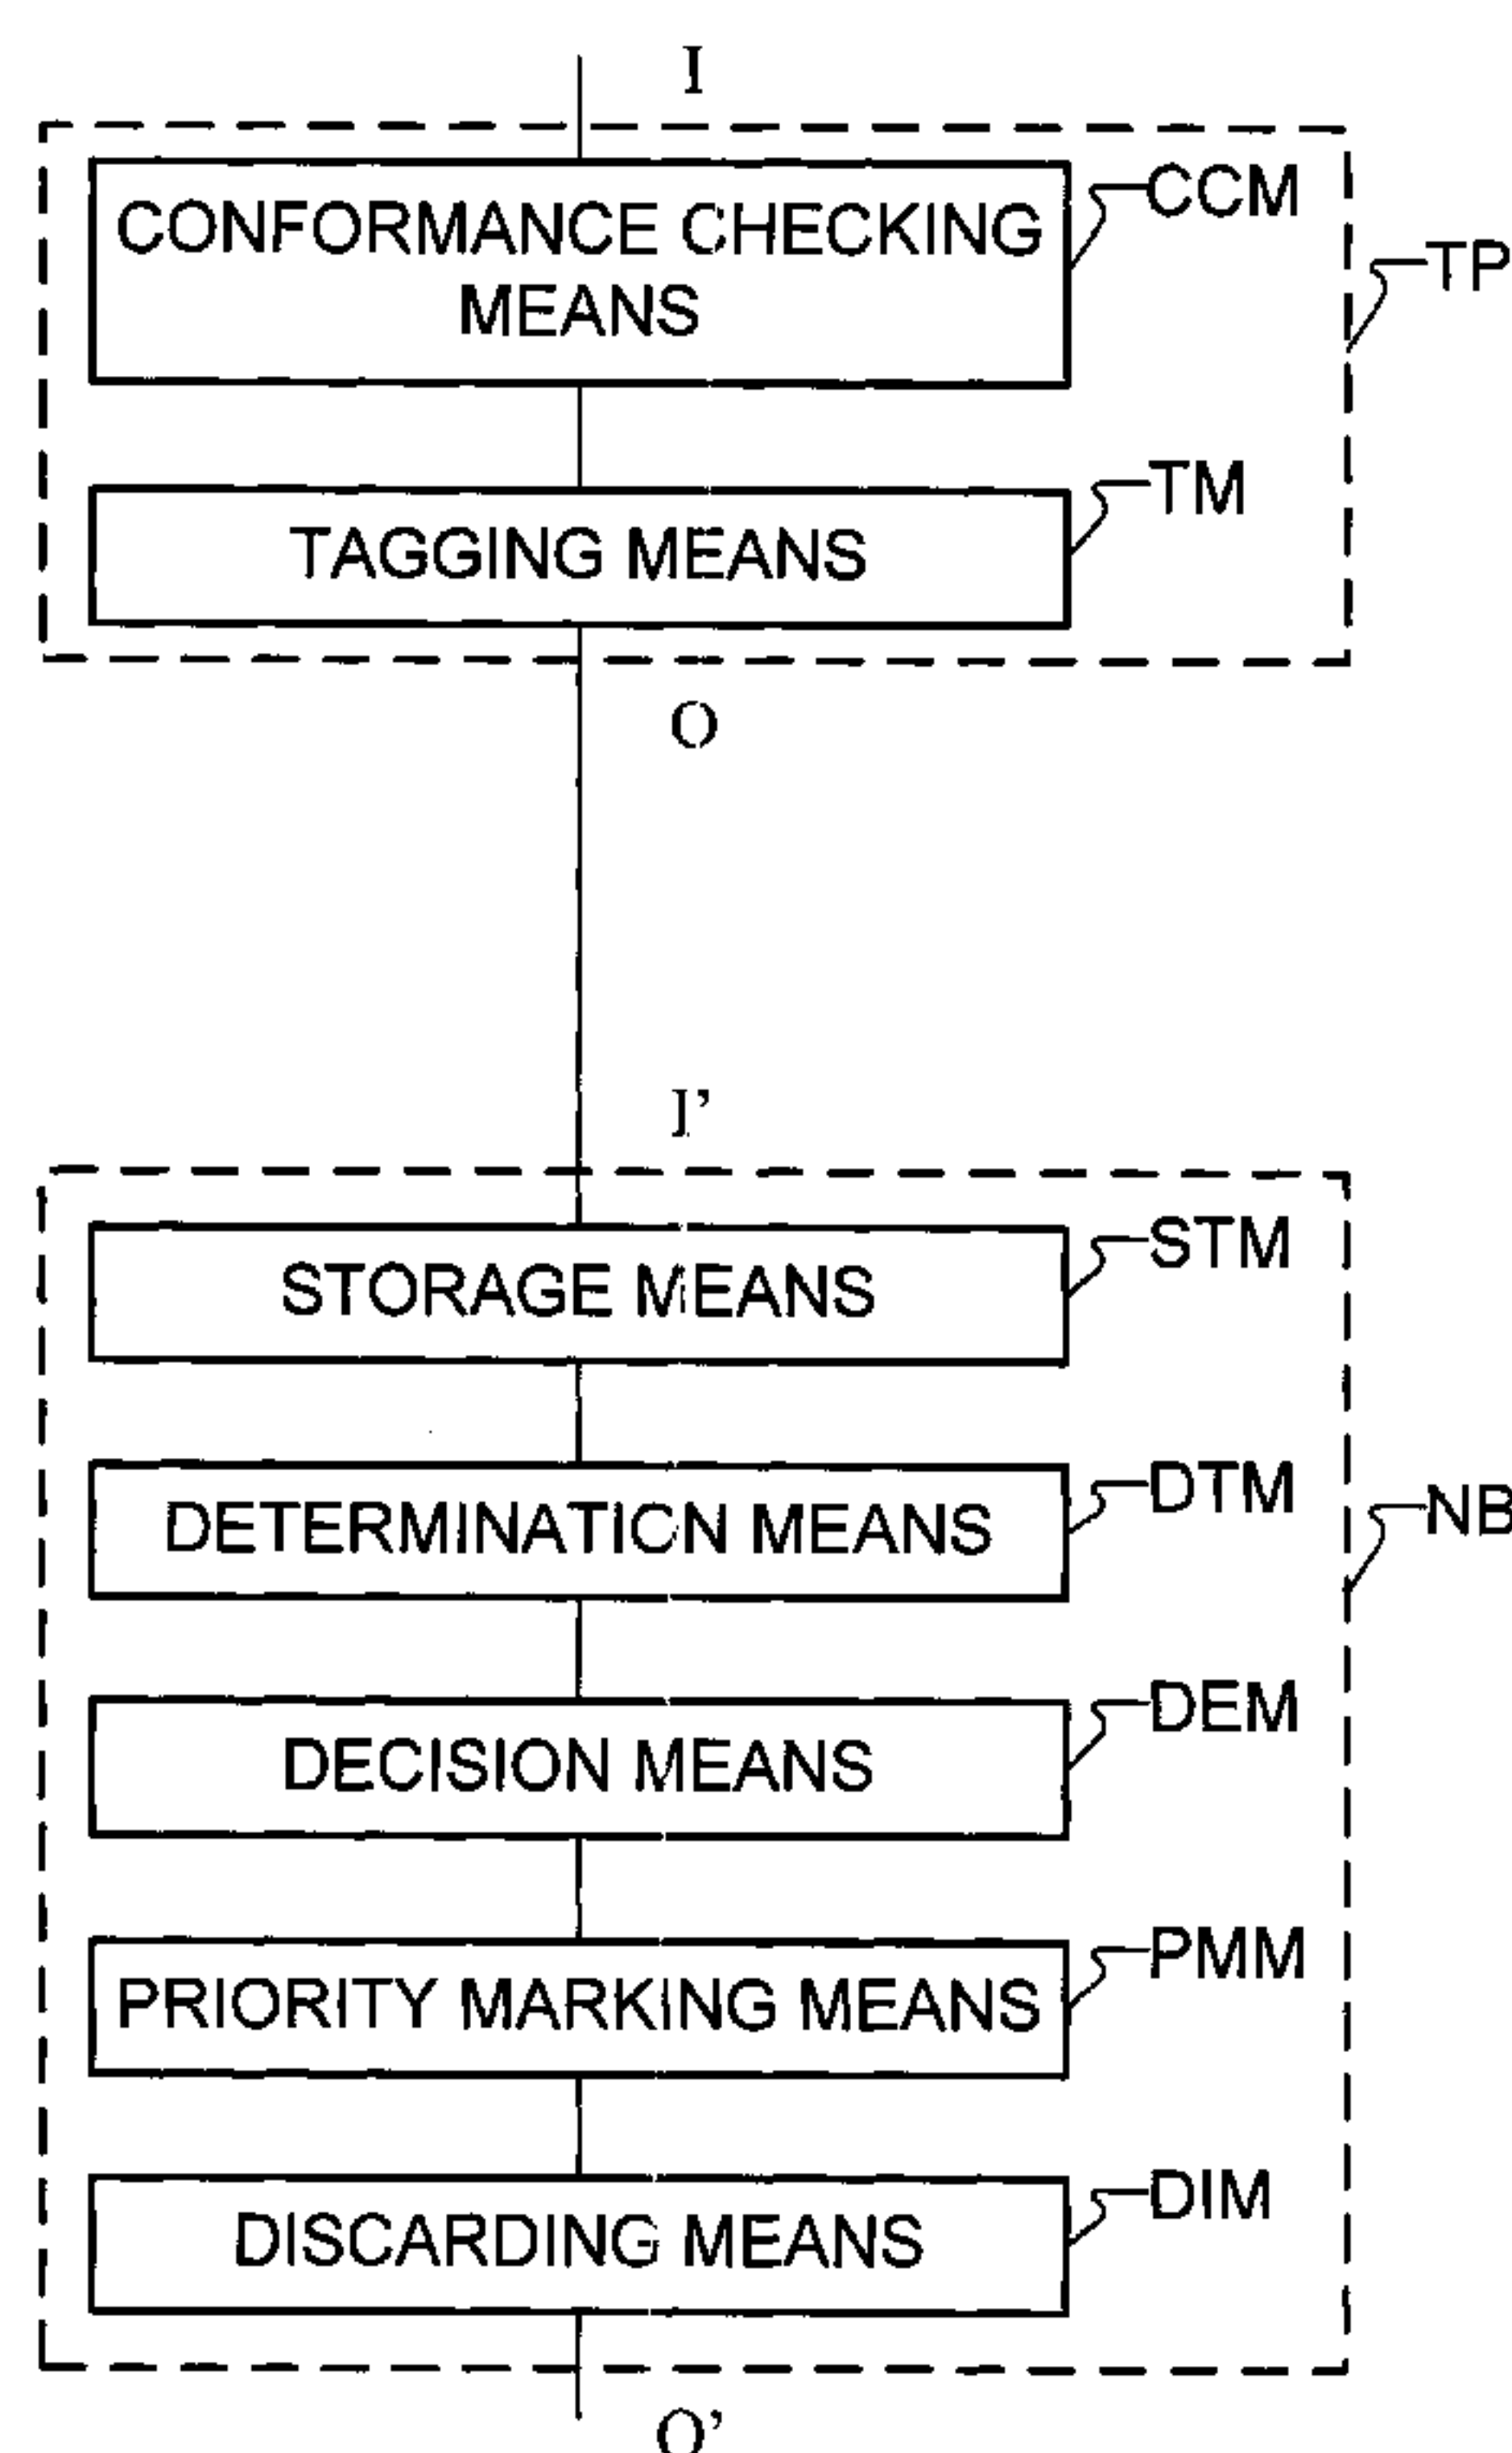 I
CONFORMANCE CHECKING
MEANS
CCM
TP
TAGGING MEANS
TM
O
I'
STORAGE MEANS
STM
DETERMINATION MEANS
DTM
NB
DECISION MEANS
DEM
PRIORITY MARKING MEANS
PMM
DISCARDING MEANS
DIM
O'